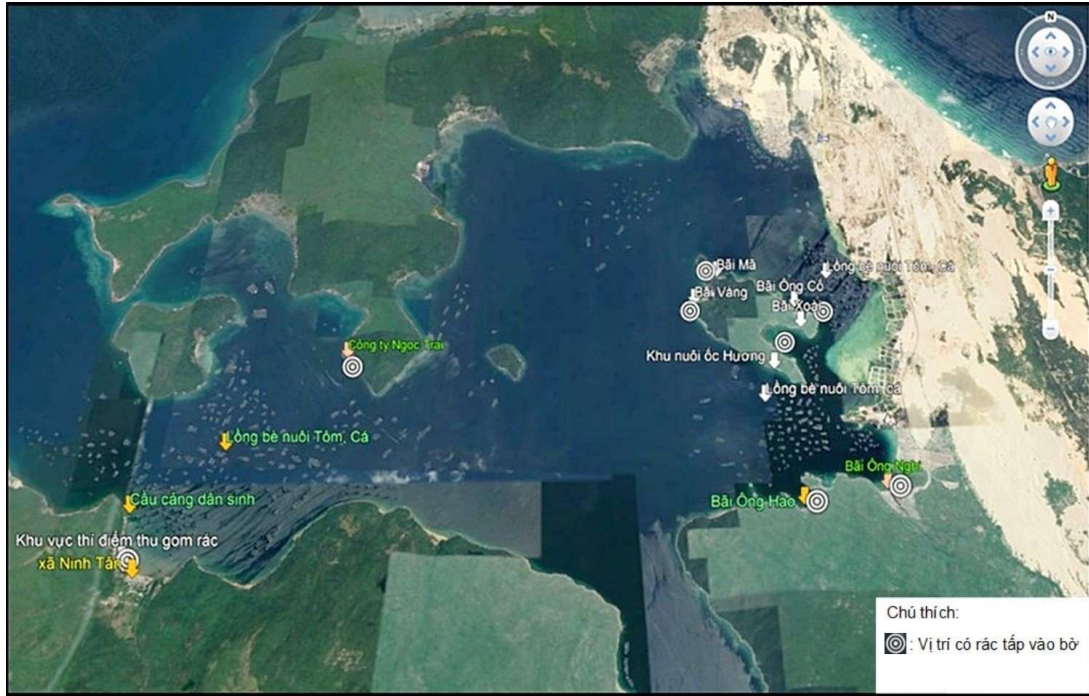 N
Bãi Mã
Lồng bè nuôi Tôm, Cá
Bãi Vàng
Bãi Ông Cỏ
Bãi Xoài
Công ty Ngọc Trai
Khu nuôi ốc Hương
Lồng bè nuôi Tôm, cá
Lồng bè nuôi Tôm, Cá
Bãi Ông Nghi
Bãi Ông Hào
Cầu cảng dân sinh
Khu vực thí điểm thu gom rác
xã Ninh Tân
Chú thích:
: Vị trí có rác tấp vào bờ